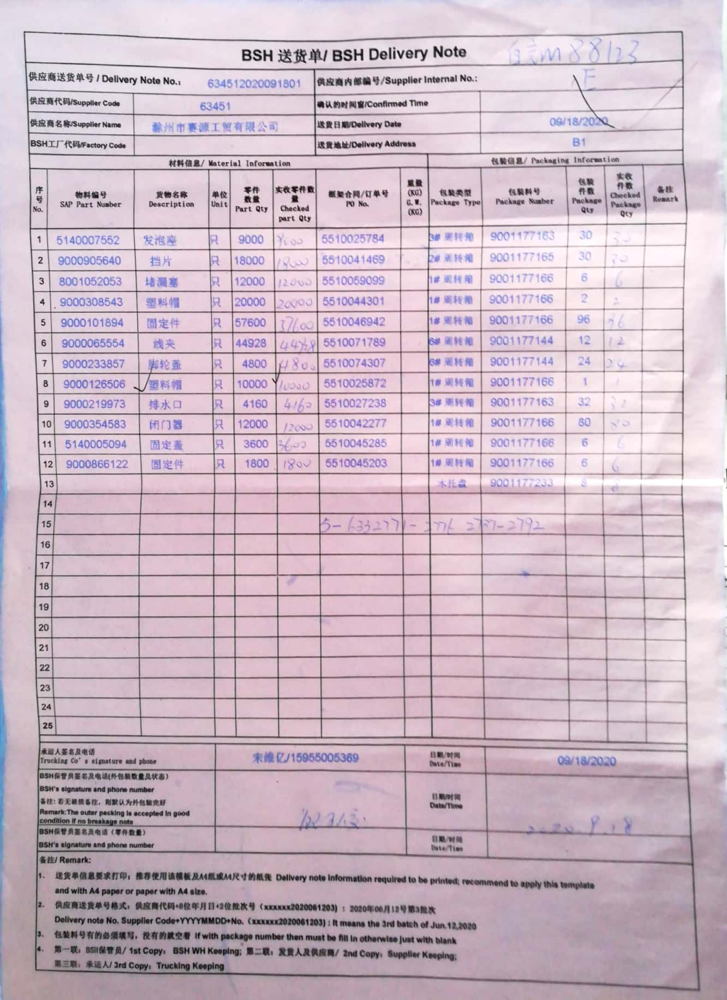 BSH 送货单/ BSH Delivery Note
M88123
供应商送货单号 / Delivery Note No.: 634512020091801 供应商内部编号/Supplier Internal No.: E
供应商代码/Supplier Code 63451 确认的时间窗/Confirmed Time
供应商名称/Supplier Name 滁州市赛源工贸有限公司 送货日期/Delivery Date 09/18/2020
BSH工厂代码/Factory Code 送货地址/Delivery Address B1
材料信息/ Material Information 包装信息/ Packaging Information
序号 No. 物料编号 SAP Part Number 货物名称 Description 单位 Unit 零件数量 Part Qty 实收零件数量 Checked part Qty 框架合同/订单号 PO No. 重量 (KG) G.W. (KG) 包装类型 Package Type 包装料号 Package Number 包装件数 Package Qty 实收件数 Checked Package Qty 备注 Remark
1 5140007552 发泡座 只 9000 9000 5510025784 3# 周转箱 9001177163 30 30
2 9000905640 挡片 只 18000 18000 5510041469 2# 周转箱 9001177165 30 30
3 8001052053 堵漏塞 只 12000 12000 5510059099 1# 周转箱 9001177166 6 6
4 9000308543 塑料帽 只 20000 20000 5510044301 1# 周转箱 9001177166 2 2
5 9000101894 固定件 只 57600 57600 5510046942 1# 周转箱 9001177166 96 96
6 9000065554 线夹 只 44928 44928 5510071789 6# 周转箱 9001177144 12 12
7 9000233857 脚轮盖 只 4800 4800 5510074307 6# 周转箱 9001177144 24 24
8 9000126506 塑料帽 只 10000 10000 5510025872 1# 周转箱 9001177166 1 1
9 9000219973 排水口 只 4160 4160 5510027238 3# 周转箱 9001177163 32 32
10 9000354583 闭门器 只 12000 12000 5510042277 1# 周转箱 9001177166 80 80
11 5140005094 固定盖 只 3600 3600 5510045285 1# 周转箱 9001177166 6 6
12 9000866122 固定件 只 1800 1800 5510045203 1# 周转箱 9001177166 6 6
13 木托盘 9001177233 8 8
14
15 5-6332771-2776 2787-2792
16
17
18
19
20
21
22
23
24
25
承运人签名及电话
Trucking Co's signature and phone 宋维亿/15955005369 日期/时间 Date/Time 09/18/2020
BSH保管员签名及电话(外包装数量及状态)
BSH's signature and phone number
备注: 若无破损备注, 则默认为外包装完好 日期/时间 Date/Time
Remark:The outer packing is accepted in good
condition if no breakage note 2020.9.18
BSH保管员签名及电话 (零件数量)
BSH's signature and phone number 日期/时间 Date/Time
备注/ Remark:
1. 送货单信息要求打印; 推荐使用该模板及A4纸或A4尺寸的纸张 Delivery note information required to be printed; recommend to apply this template
and with A4 paper or paper with A4 size.
2. 供应商送货单号格式: 供应商代码+8位年月日+2位批次号 (xxxxxx2020061203) : 2020年06月12号第3批次
Delivery note No. Supplier Code+YYYYMMDD+No. (xxxxxx2020061203) : It means the 3rd batch of Jun.12,2020
3. 包装料号有的必须填写, 没有的就空着 If with package number then must be fill in otherwise just with blank
4. 第一联: BSH保管员/ 1st Copy: BSH WH Keeping; 第二联: 发货人及供应商/ 2nd Copy: Supplier Keeping;
第三联: 承运人/ 3rd Copy: Trucking Keeping